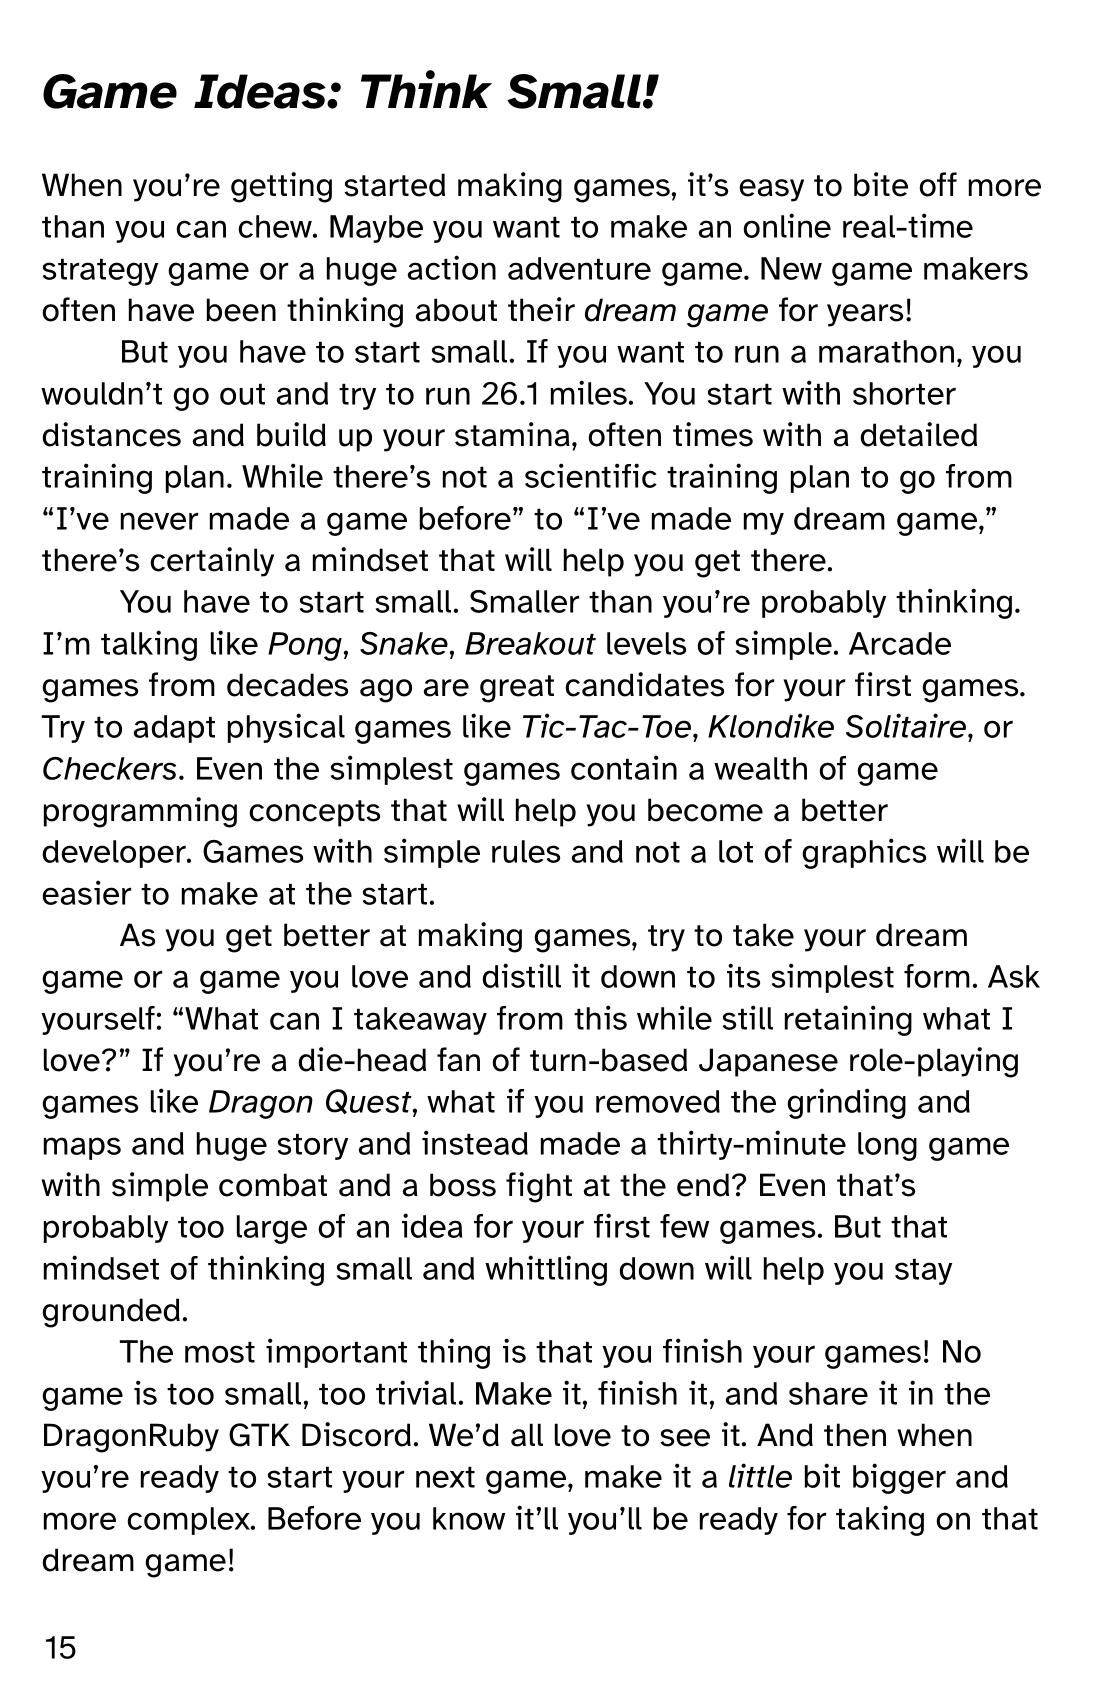 Game Ideas: Think Small!
When you’re getting started making games, it’s easy to bite off more
than you can chew. Maybe you want to make an online real-time
strategy game or a huge action adventure game. New game makers
often have been thinking about their dream game for years!
But you have to start small. If you want to run a marathon, you
wouldn’t go out and try to run 26.1 miles. You start with shorter
distances and build up your stamina, often times with a detailed
training plan. While there’s not a scientific training plan to go from
“I’ve never made a game before” to “I’ve made my dream game,”
there’s certainly a mindset that will help you get there.
You have to start small. Smaller than you’re probably thinking.
I’m talking like Pong, Snake, Breakout levels of simple. Arcade
games from decades ago are great candidates for your first games.
Try to adapt physical games like Tic-Tac-Toe, Klondike Solitaire, or
Checkers. Even the simplest games contain a wealth of game
programming concepts that will help you become a better
developer. Games with simple rules and not a lot of graphics will be
easier to make at the start.
As you get better at making games, try to take your dream
game or a game you love and distill it down to its simplest form. Ask
yourself: “What can I takeaway from this while still retaining what I
love?” If you’re a die-head fan of turn-based Japanese role-playing
games like Dragon Quest, what if you removed the grinding and
maps and huge story and instead made a thirty-minute long game
with simple combat and a boss fight at the end? Even that’s
probably too large of an idea for your first few games. But that
mindset of thinking small and whittling down will help you stay
grounded.
The most important thing is that you finish your games! No
game is too small, too trivial. Make it, finish it, and share it in the
DragonRuby GTK Discord. We’d all love to see it. And then when
you’re ready to start your next game, make it a little bit bigger and
more complex. Before you know it’ll you’ll be ready for taking on that
dream game!
15